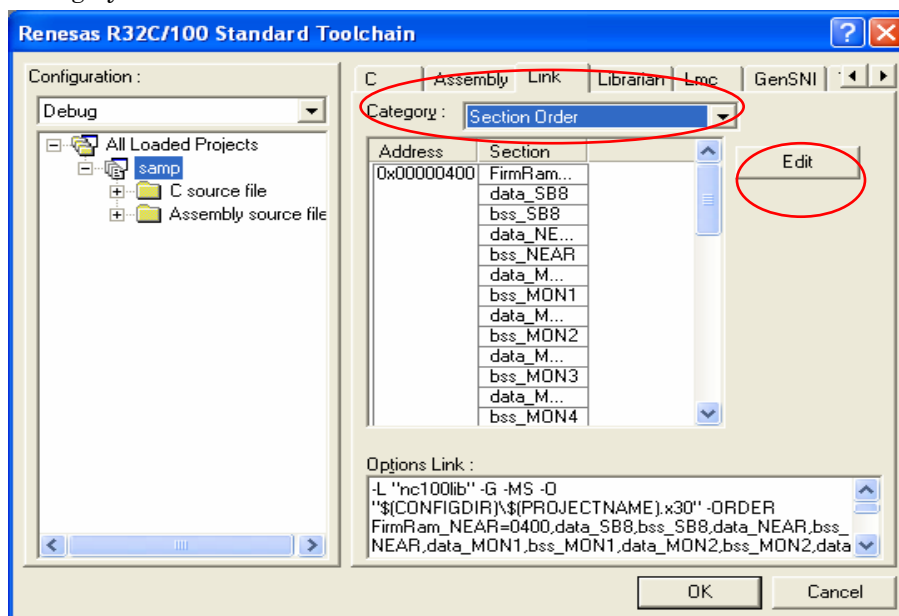 Renesas R32C/100 Standard Toolchain
Configuration :
Debug
All Loaded Projects
samp
C source file
Assembly source file
C Assembly Link Librarian Lmc GenSNI
Category : Section Order
Edit
Address Section
0x00000400 FirmRam...
data_SB8
bss_SB8
data_NE...
bss_NEAR
data_M...
bss_MON1
data_M...
bss_MON2
data_M...
bss_MON3
data_M...
bss_MON4
Options Link :
-L "nc100lib" -G -MS -O
"$(CONFIGDIR)\$(PROJECTNAME).x30" -ORDER
FirmRam_NEAR=0400,data_SB8,bss_SB8,data_NEAR,bss_
NEAR,data_MON1,bss_MON1,data_MON2,bss_MON2,data
OK Cancel